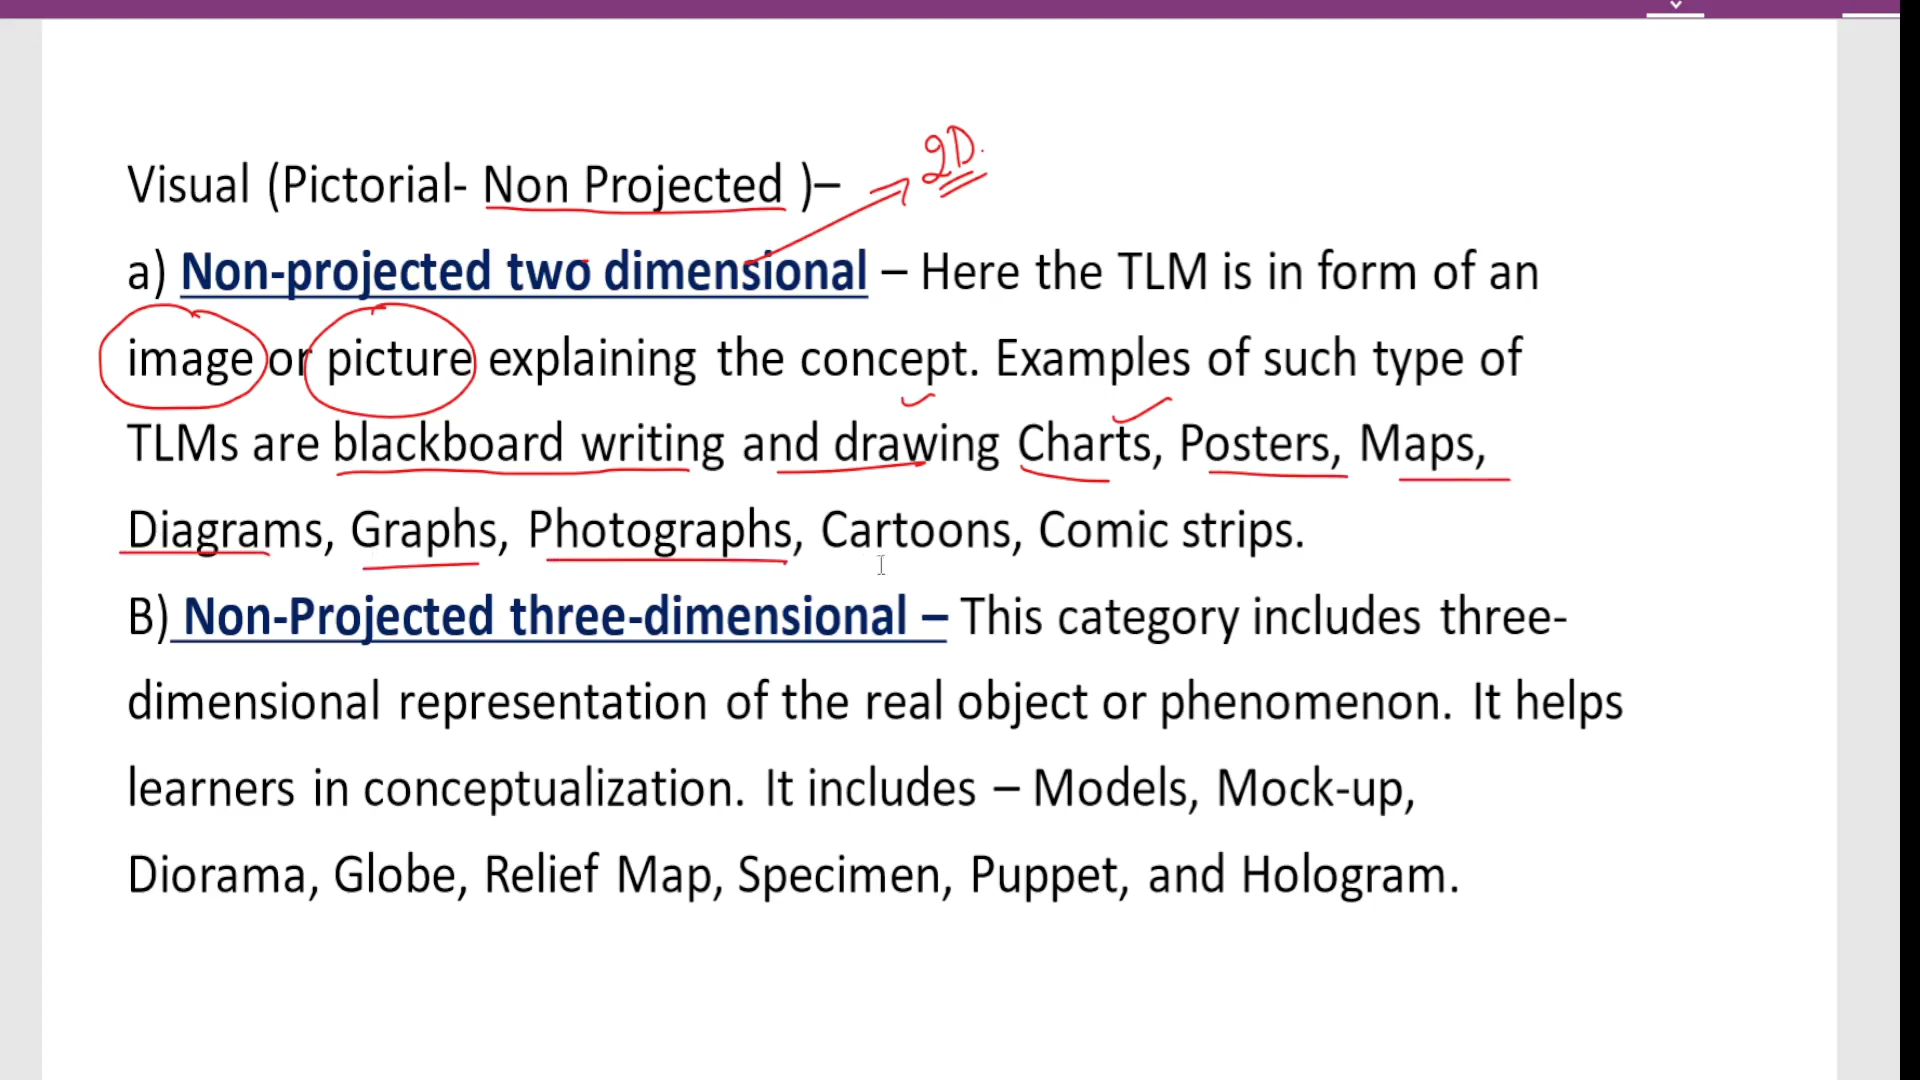 2D.
Visual (Pictorial- Non Projected )–
a) Non-projected two dimensional – Here the TLM is in form of an
image or picture explaining the concept. Examples of such type of
TLMs are blackboard writing and drawing Charts, Posters, Maps,
Diagrams, Graphs, Photographs, Cartoons, Comic strips.
B) Non-Projected three-dimensional – This category includes three-
dimensional representation of the real object or phenomenon. It helps
learners in conceptualization. It includes – Models, Mock-up,
Diorama, Globe, Relief Map, Specimen, Puppet, and Hologram.